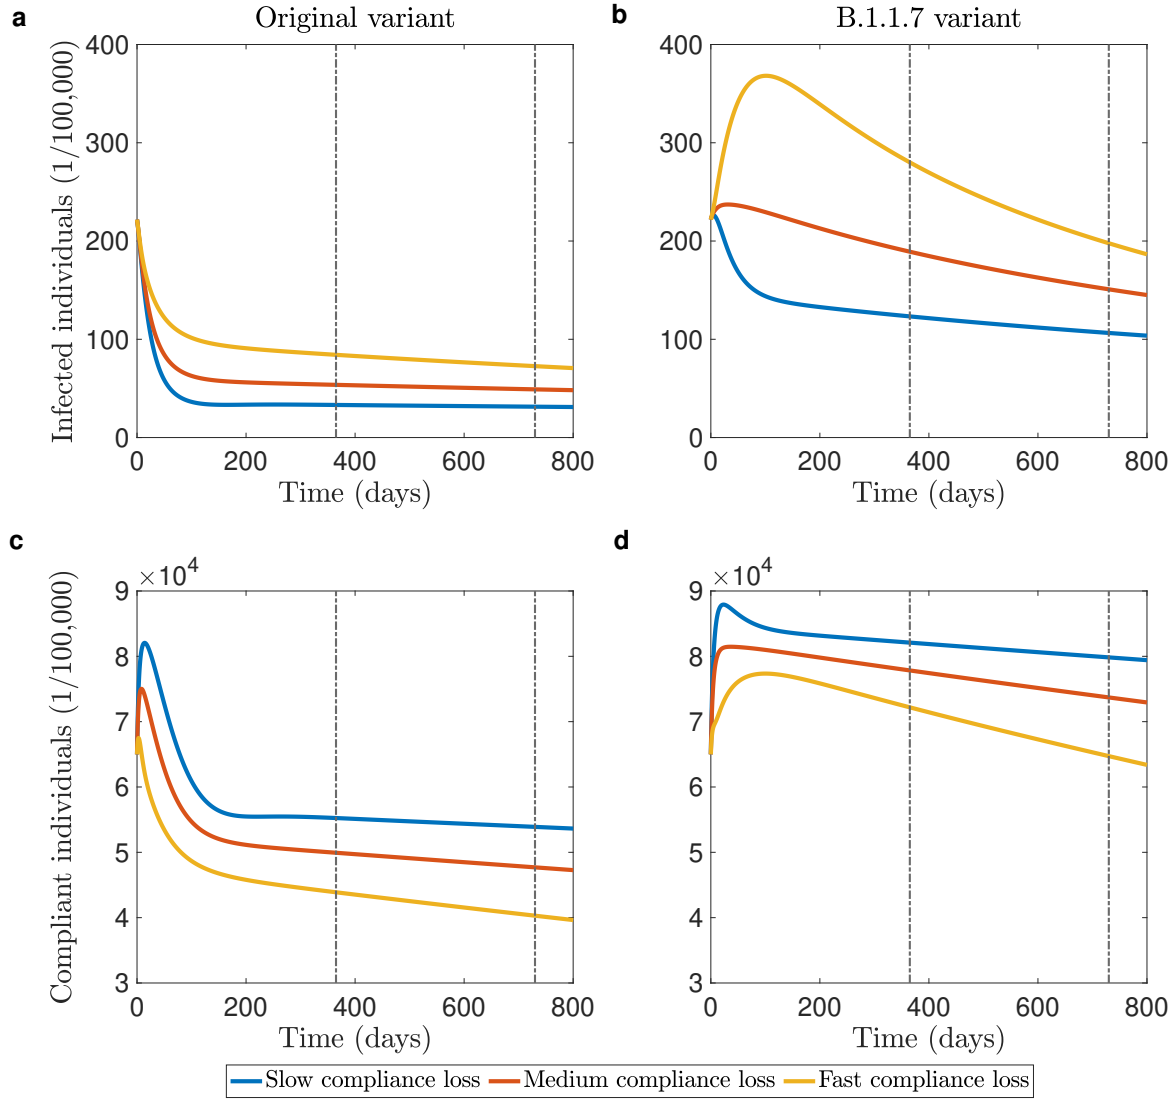 a
Original variant
Infected individuals (1/100,000)
400
300
200
100
0
0 200 400 600 800
Time (days)
b
B.1.1.7 variant
400
300
200
100
0
0 200 400 600 800
Time (days)
c
×10⁴
Compliant individuals (1/100,000)
9
8
7
6
5
4
3
0 200 400 600 800
Time (days)
d
×10⁴
9
8
7
6
5
4
3
0 200 400 600 800
Time (days)
Slow compliance loss Medium compliance loss Fast compliance loss